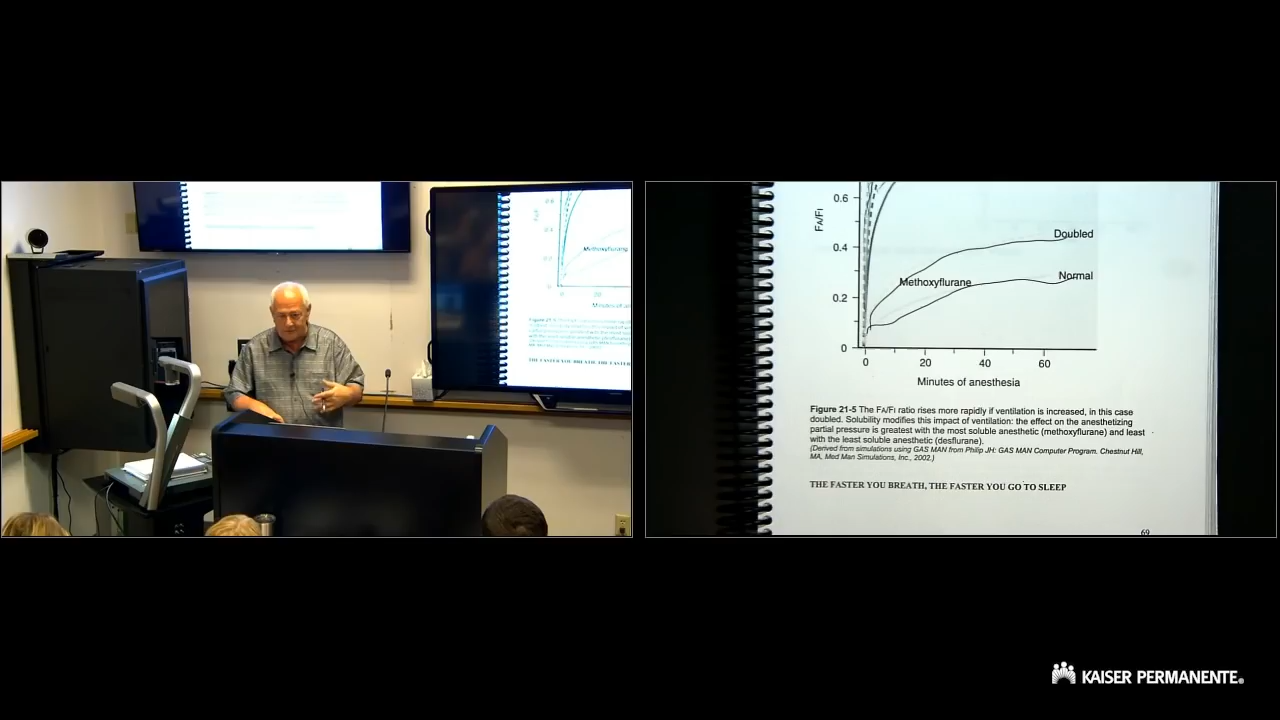 0.6
FA/FI
Doubled
0.4
Normal
Methoxyflurane
0.2
0
0
20
40
60
Minutes of anesthesia
Figure 21-5 The FA/FI ratio rises more rapidly if ventilation is increased, in this case
doubled. Solubility modifies this impact of ventilation: the effect on the anesthetizing
partial pressure is greatest with the most soluble anesthetic (methoxyflurane) and least
with the least soluble anesthetic (desflurane).
(Derived from simulations using GAS MAN from Philip JH: GAS MAN Computer Program. Chestnut Hill,
MA, Med Man Simulations, Inc., 2002.)
THE FASTER YOU BREATH, THE FASTER YOU GO TO SLEEP
69
Methoxyflurane
KAISER PERMANENTE®